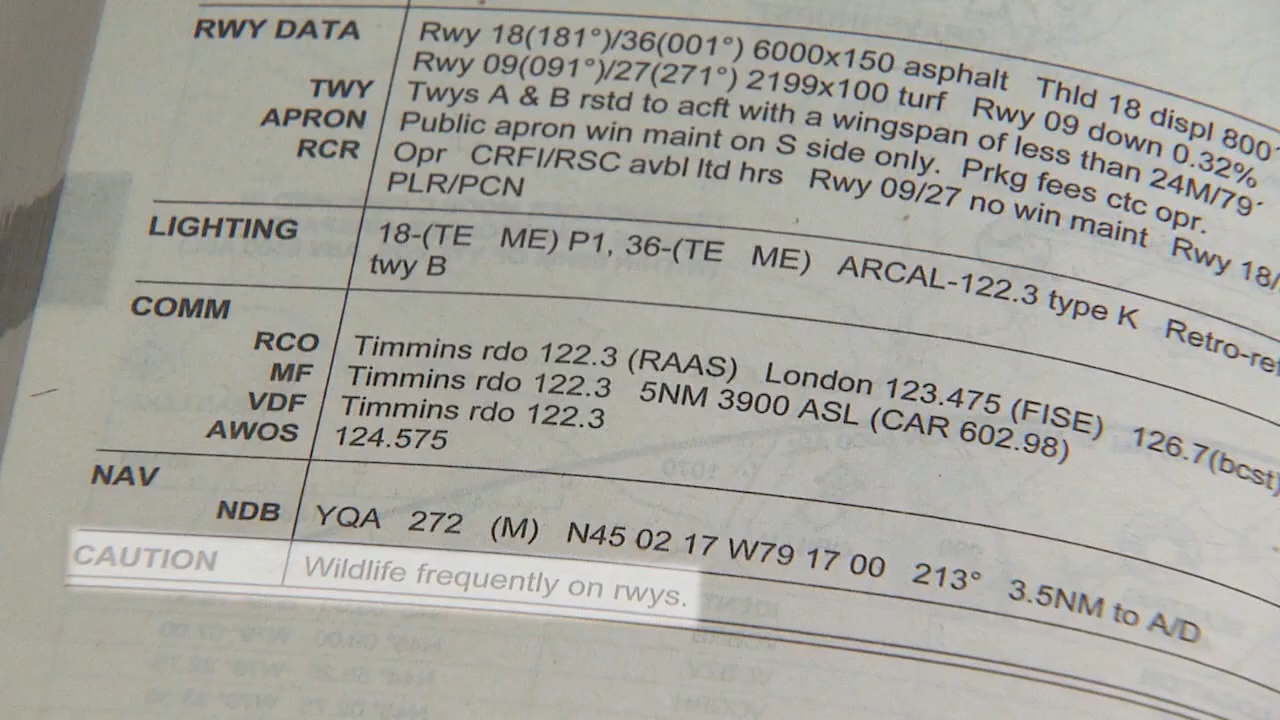 RWY DATA Rwy 18(181°)/36(001°) 6000x150 asphalt Thld 18 displ 800'
Rwy 09(091°)/27(271°) 2199x100 turf Rwy 09 down 0.32%
TWY Twys A & B rstd to acft with a wingspan of less than 24M/79'
APRON Public apron win maint on S side only. Prkg fees ctc opr.
RCR Opr CRFI/RSC avbl ltd hrs Rwy 09/27 no win maint Rwy 18/
PLR/PCN
LIGHTING 18-(TE ME) P1, 36-(TE ME) ARCAL-122.3 type K Retro-ref
twy B
COMM
RCO Timmins rdo 122.3 (RAAS) London 123.475 (FISE) 126.7(bcst)
MF Timmins rdo 122.3 5NM 3900 ASL (CAR 602.98)
VDF Timmins rdo 122.3
AWOS 124.575
NAV
NDB YQA 272 (M) N45 02 17 W79 17 00 213° 3.5NM to A/D
CAUTION Wildlife frequently on rwys.